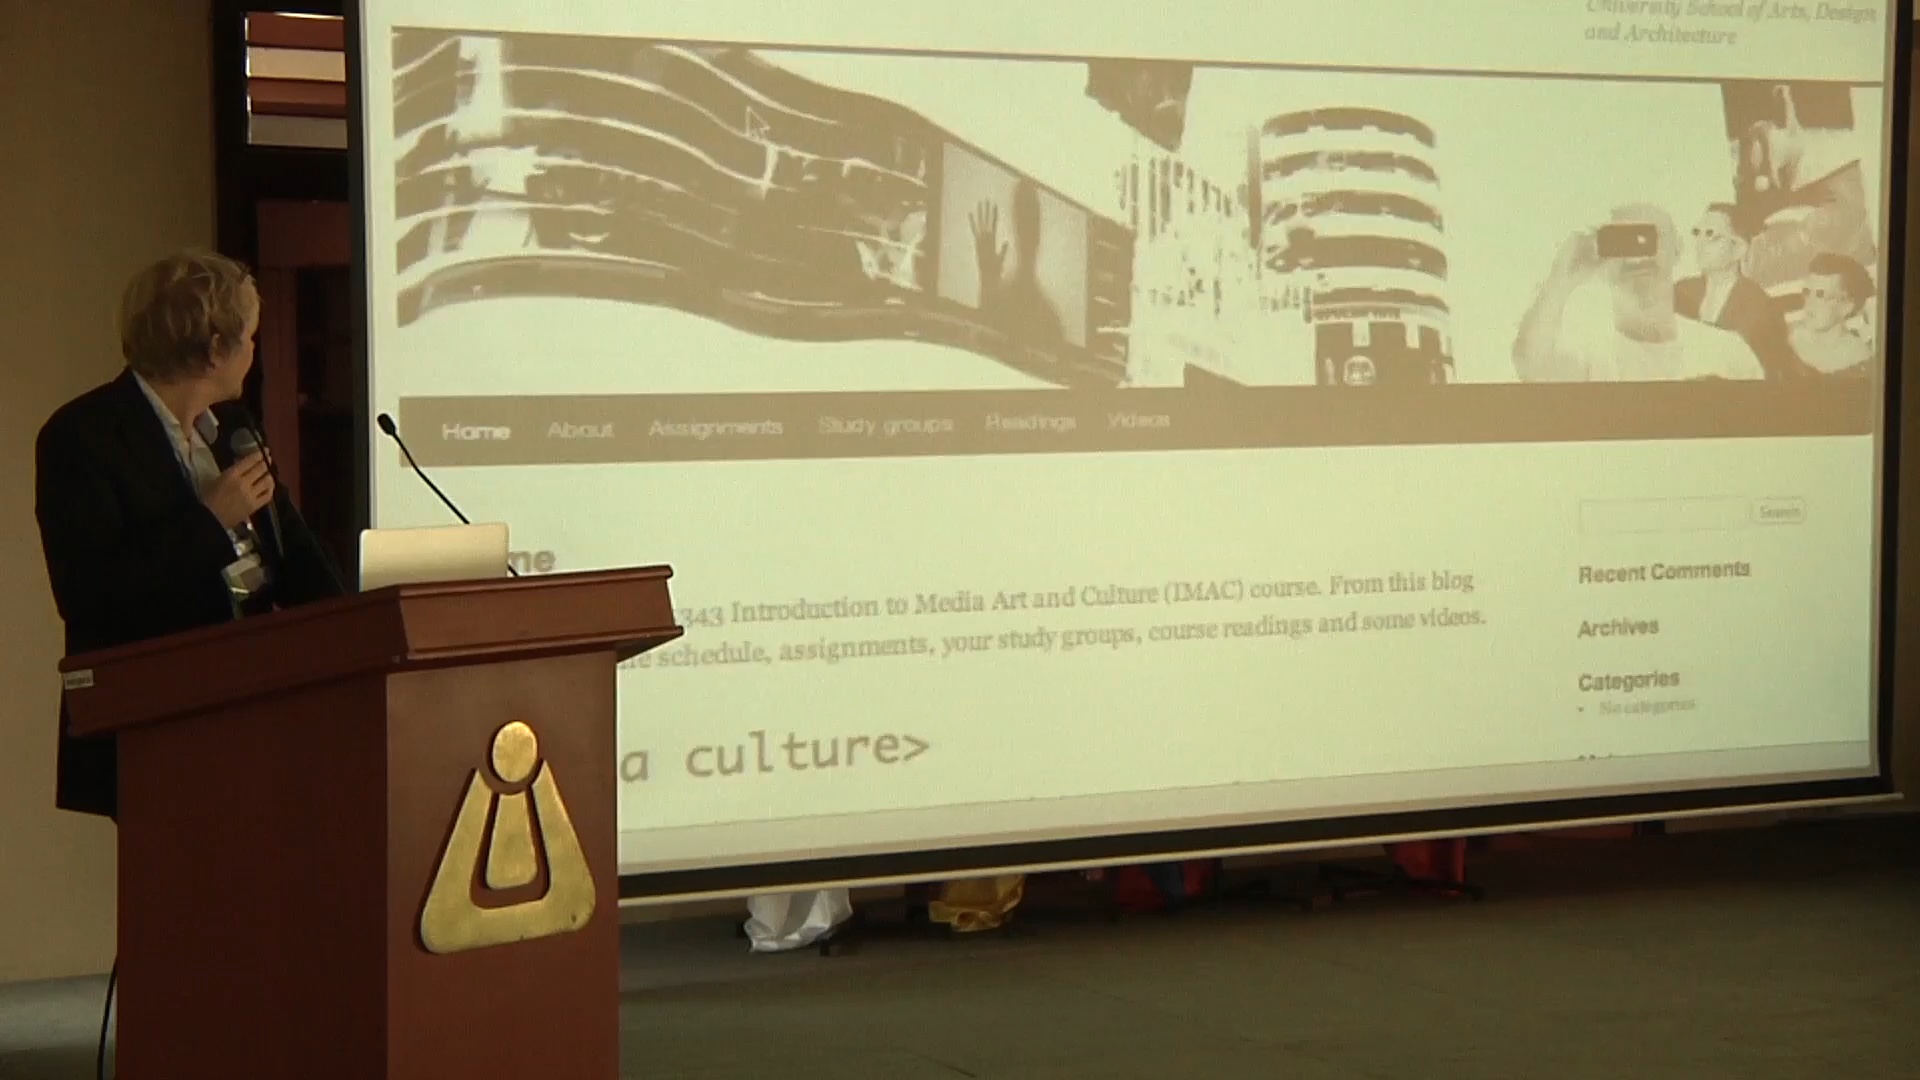 University School of Arts, Design
and Architecture
Home About Assignments Study groups Readings Videos
Search
me
343 Introduction to Media Art and Culture (IMAC) course. From this blog
schedule, assignments, your study groups, course readings and some videos.
Recent Comments
Archives
Categories
No categories
a culture>